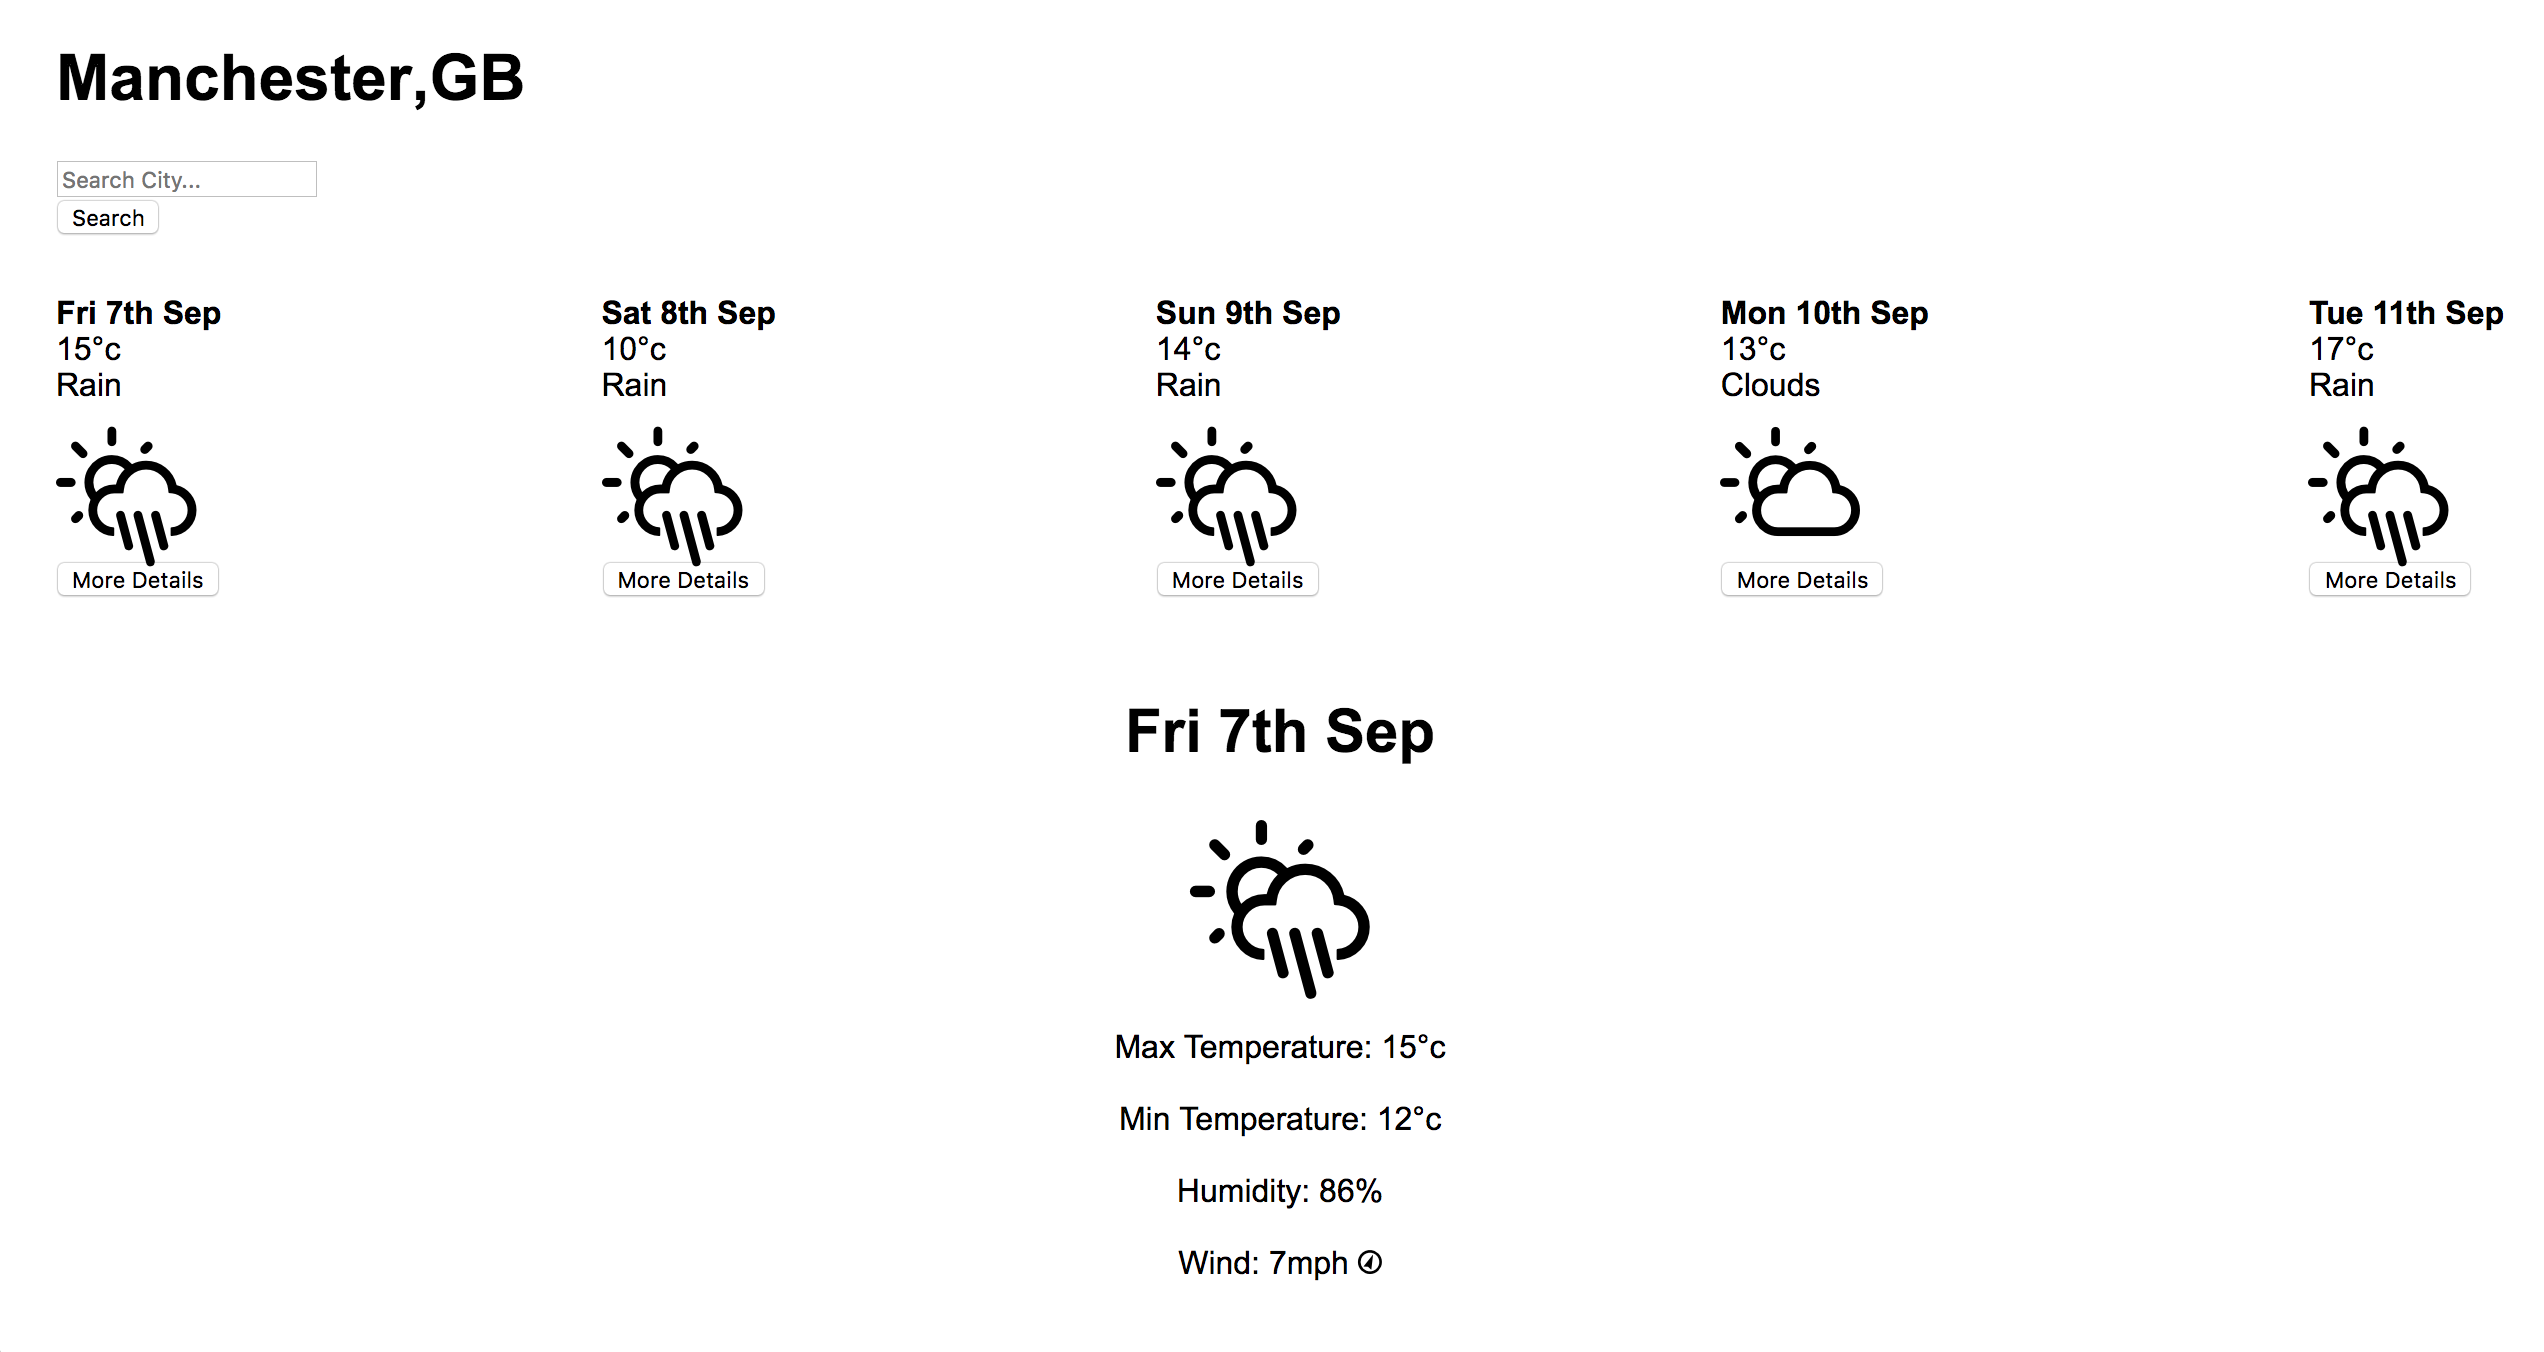 Manchester,GB
Search City...
Search
Fri 7th Sep
15°c
Rain
More Details
Sat 8th Sep
10°c
Rain
More Details
Sun 9th Sep
14°c
Rain
More Details
Mon 10th Sep
13°c
Clouds
More Details
Tue 11th Sep
17°c
Rain
More Details
Fri 7th Sep
Max Temperature: 15°c
Min Temperature: 12°c
Humidity: 86%
Wind: 7mph